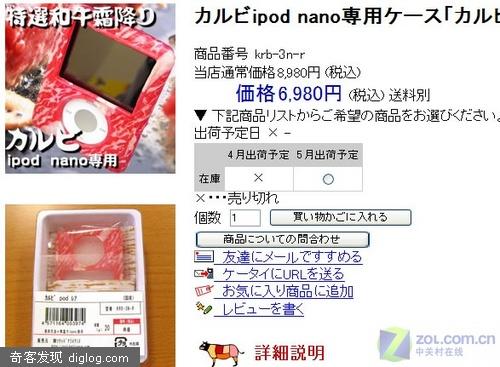 特選和牛霜降り
カルビ
ipod nano専用
カルビipod nano専用ケース「カルビ
商品番号 krb-3n-r
当店通常価格8,980円 (税込)
価格6,980円 (税込) 送料別
▼ 下記商品リストからご希望の商品をお選びください。
出荷予定日 × -
4月出荷予定 5月出荷予定
在庫 × ○
×・・・売り切れ
個数 1 買い物かごに入れる
商品についての問合わせ
友達にメールですすめる
ケータイにURLを送る
お気に入り商品に追加
レビューを書く
詳細説明
奇客发现 diglog.com
zol.com.cn
中关村在线